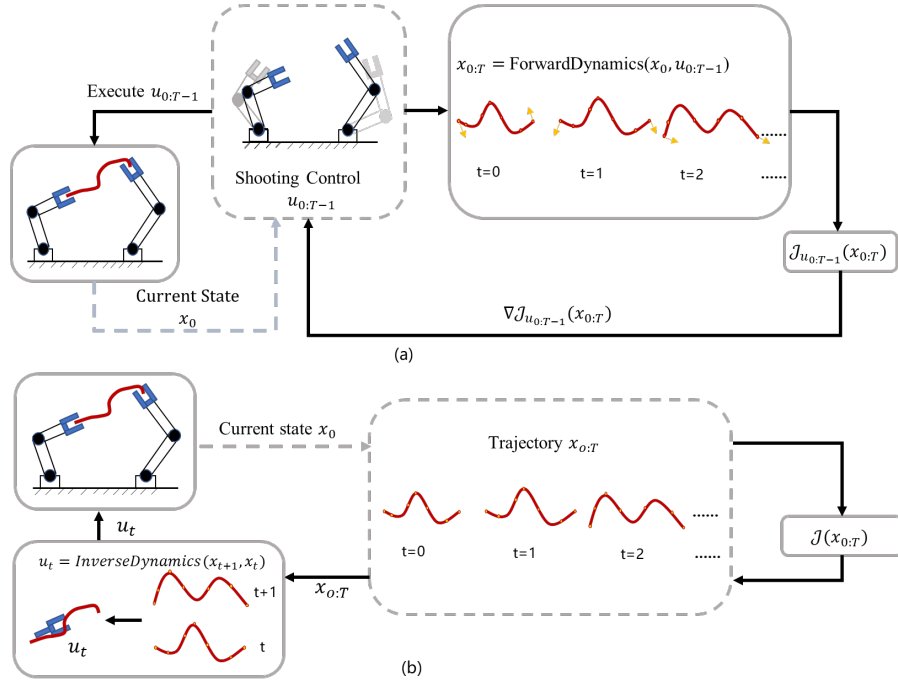 x_{0:T} = ForwardDynamics(x_0, u_{0:T−1})
Execute u_{0:T−1}
t=0
t=1
t=2
......
......
Shooting Control
u_{0:T−1}
𝒥_{u_{0:T−1}}(x_{0:T})
Current State
x_0
∇𝒥_{u_{0:T−1}}(x_{0:T})
(a)
Current state x_0
Trajectory x_{o:T}
......
t=0
t=1
t=2
......
𝒥(x_{0:T})
u_t
u_t = InverseDynamics(x_{t+1}, x_t)
x_{o:T}
t+1
u_t
t
(b)